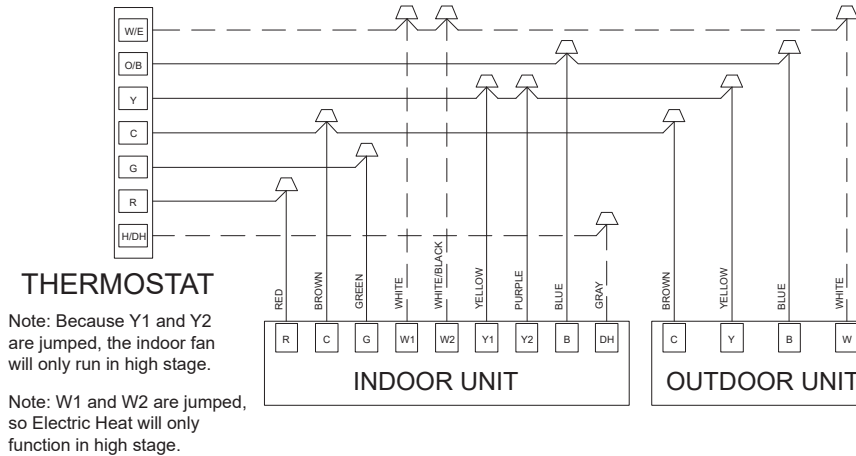 W/E
O/B
Y
C
G
R
H/DH
THERMOSTAT
Note: Because Y1 and Y2
are jumped, the indoor fan
will only run in high stage.
Note: W1 and W2 are jumped,
so Electric Heat will only
function in high stage.
RED
BROWN
GREEN
WHITE
WHITE/BLACK
YELLOW
PURPLE
BLUE
GRAY
R
C
G
W1
W2
Y1
Y2
B
DH
INDOOR UNIT
BROWN
YELLOW
BLUE
WHITE
C
Y
B
W
OUTDOOR UNIT